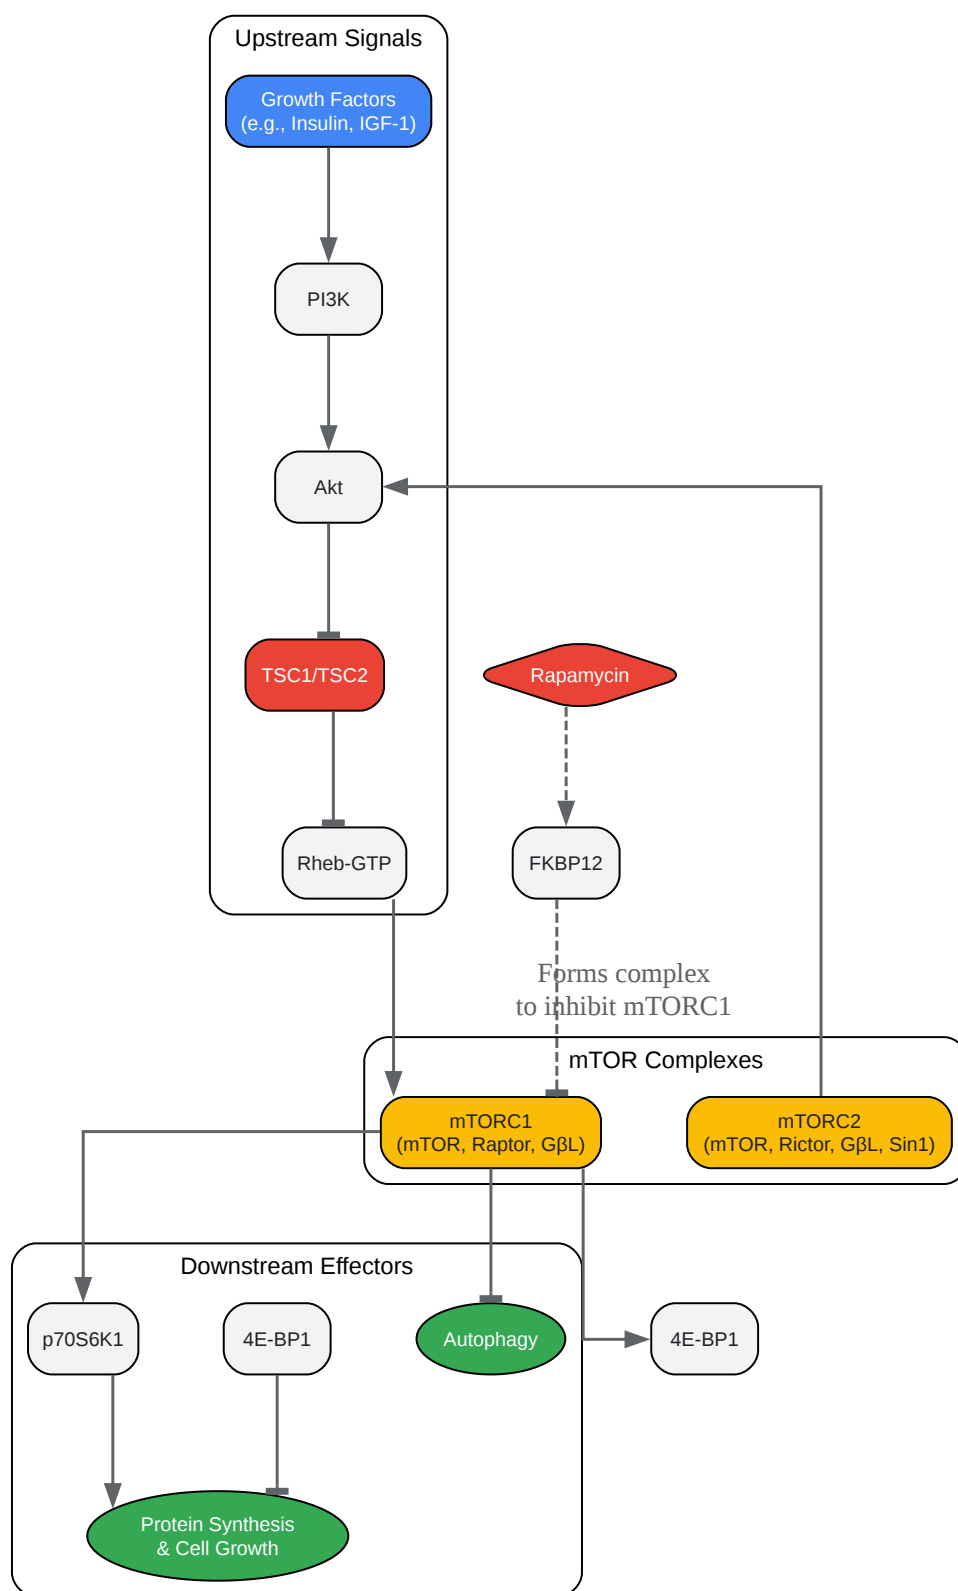 Upstream Signals
Growth Factors
(e.g., Insulin, IGF-1)
PI3K
Akt
TSC1/TSC2
Rapamycin
Rheb-GTP
FKBP12
Forms complex
to inhibit mTORC1
mTOR Complexes
mTORC1
(mTOR, Raptor, GβL)
mTORC2
(mTOR, Rictor, GβL, Sin1)
Downstream Effectors
p70S6K1
4E-BP1
Autophagy
4E-BP1
Protein Synthesis
& Cell Growth